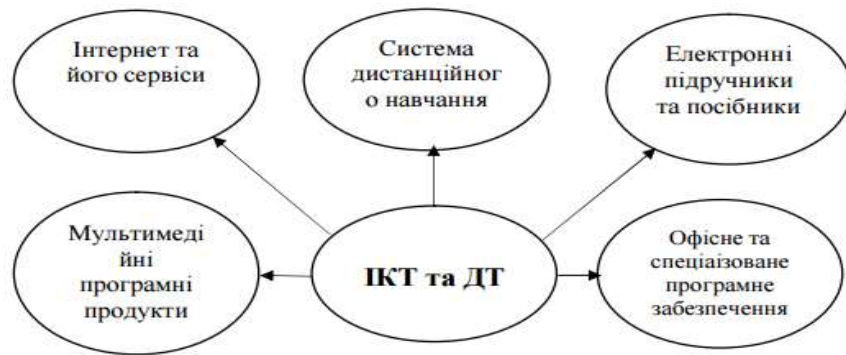 Інтернет та
його сервіси
Система
дистанційног
о навчання
Електронні
підручники
та посібники
Мультимеді
йні
програмні
продукти
ІКТ та ДТ
Офісне та
спеціаізоване
програмне
забезпечення